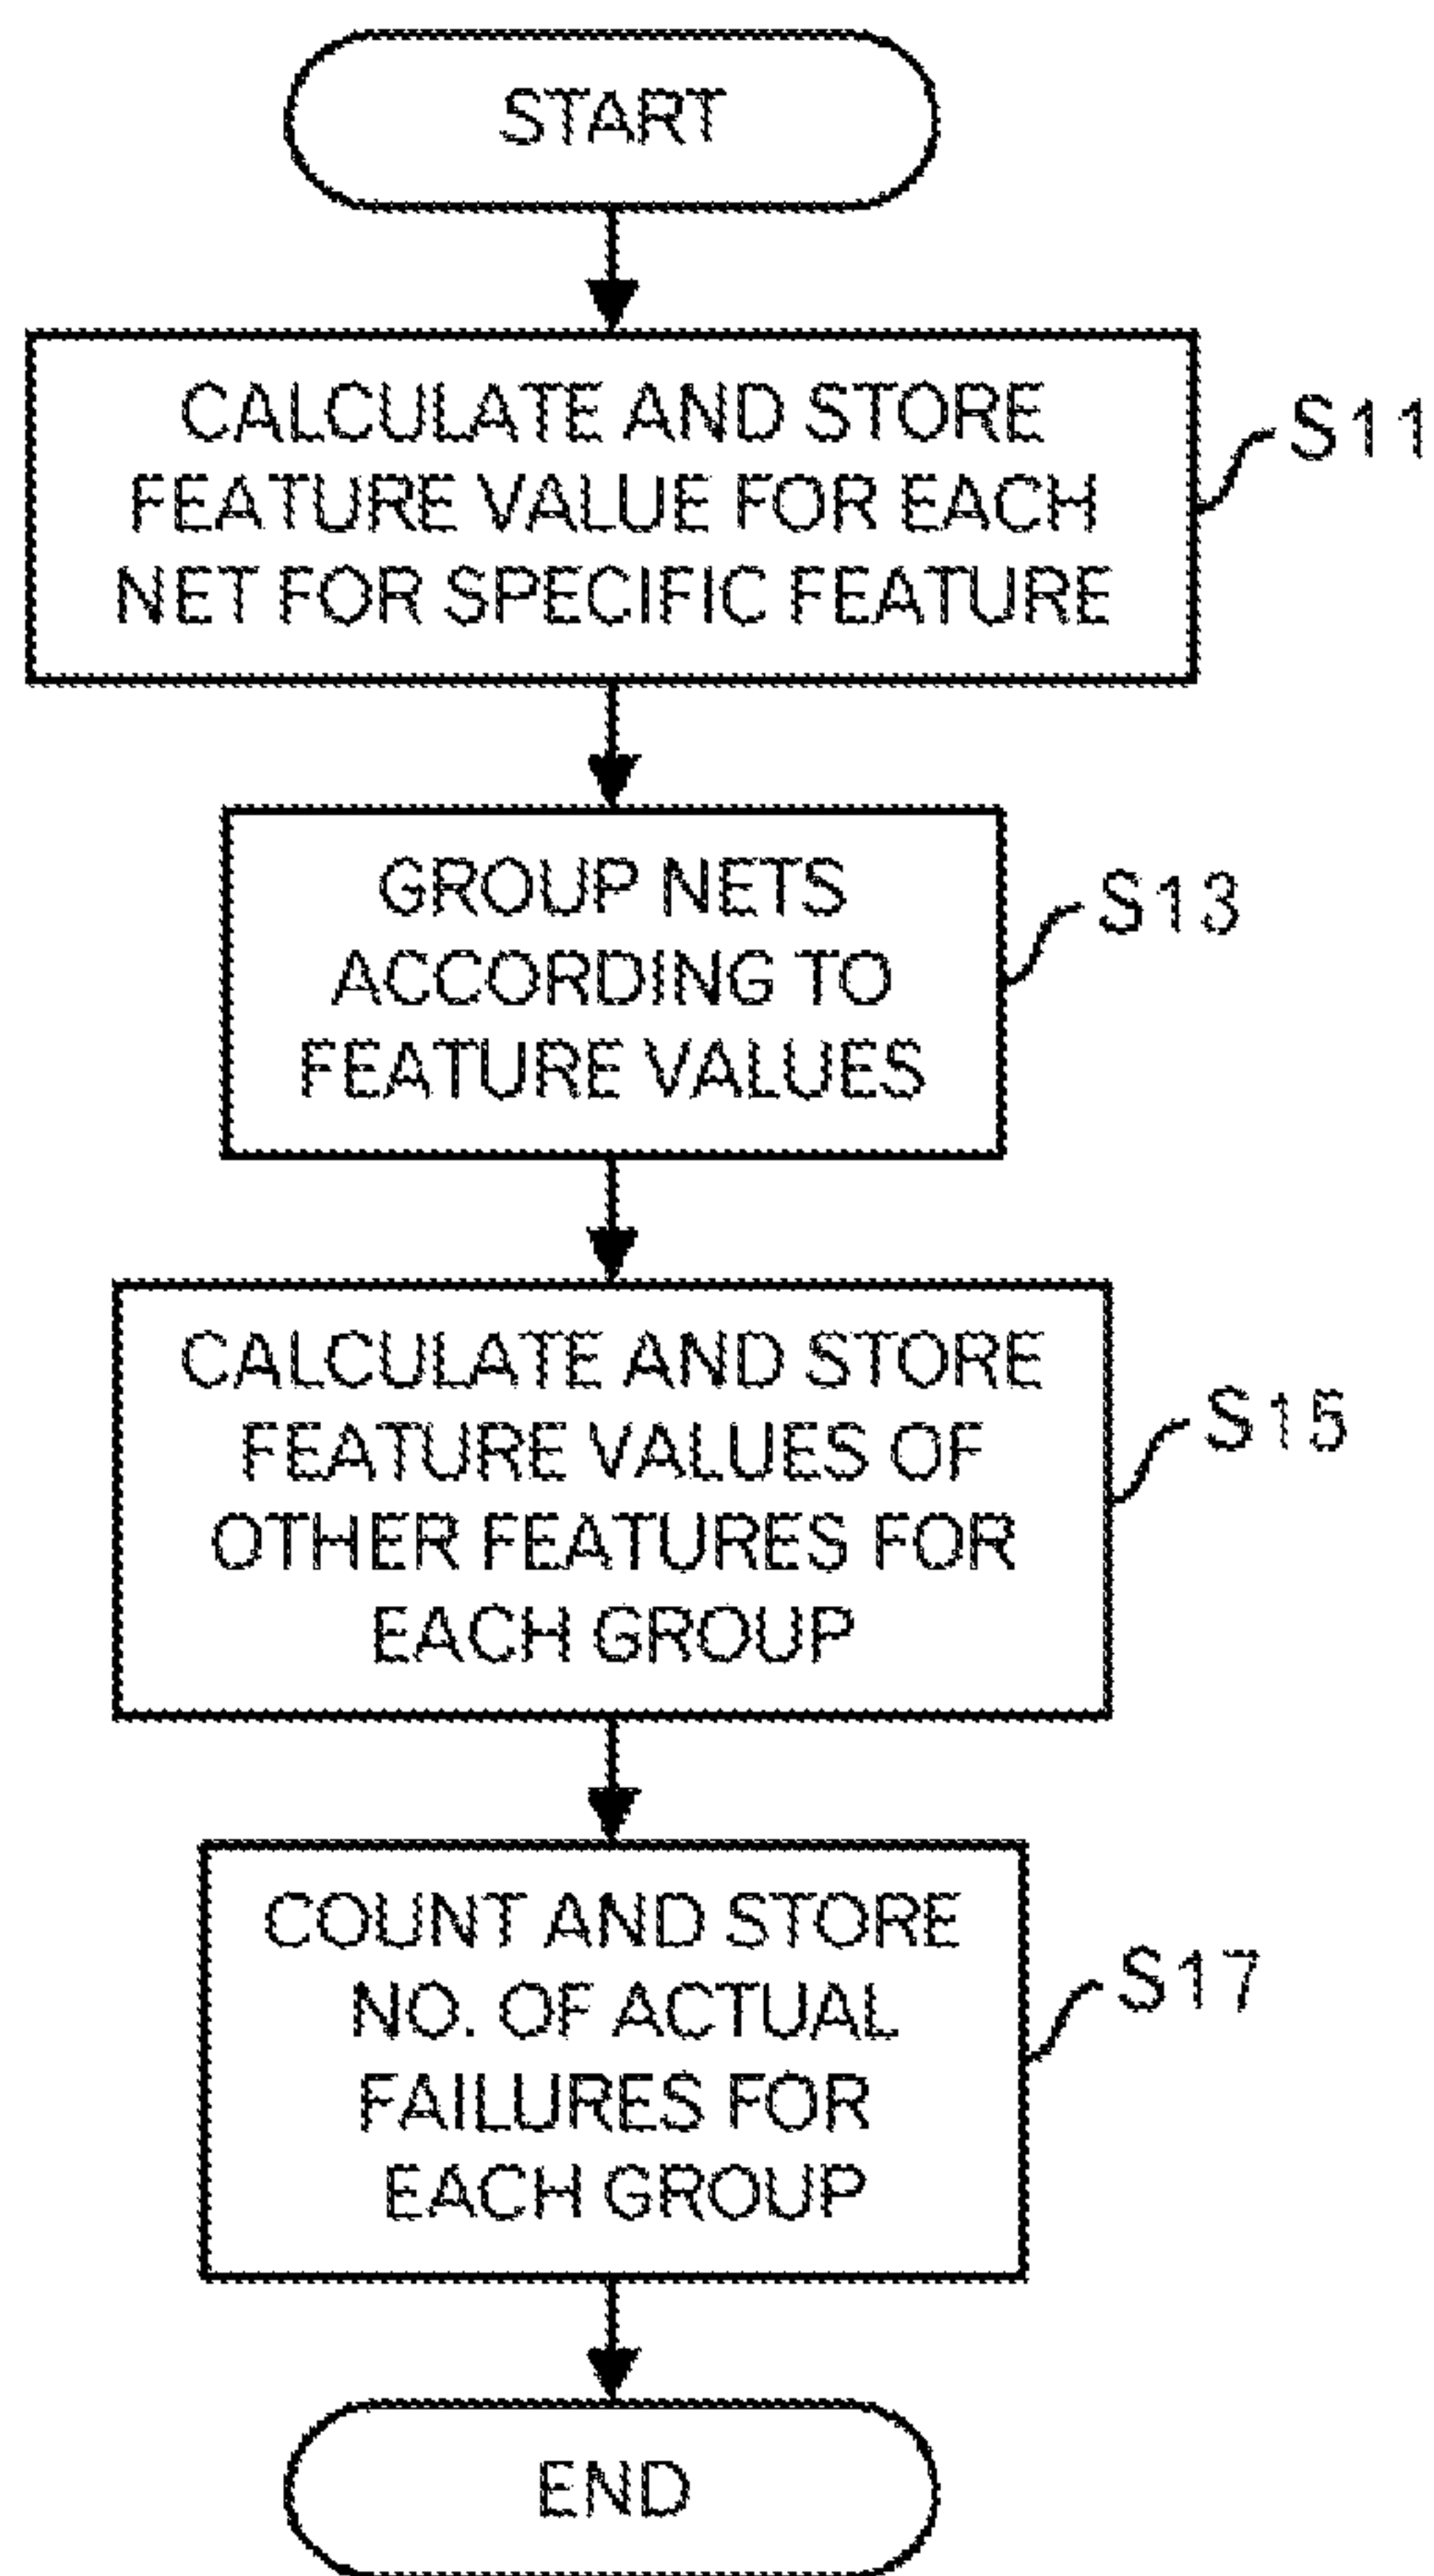 START
CALCULATE AND STORE
FEATURE VALUE FOR EACH
NET FOR SPECIFIC FEATURE
S11
GROUP NETS
ACCORDING TO
FEATURE VALUES
S13
CALCULATE AND STORE
FEATURE VALUES OF
OTHER FEATURES FOR
EACH GROUP
S15
COUNT AND STORE
NO. OF ACTUAL
FAILURES FOR
EACH GROUP
S17
END